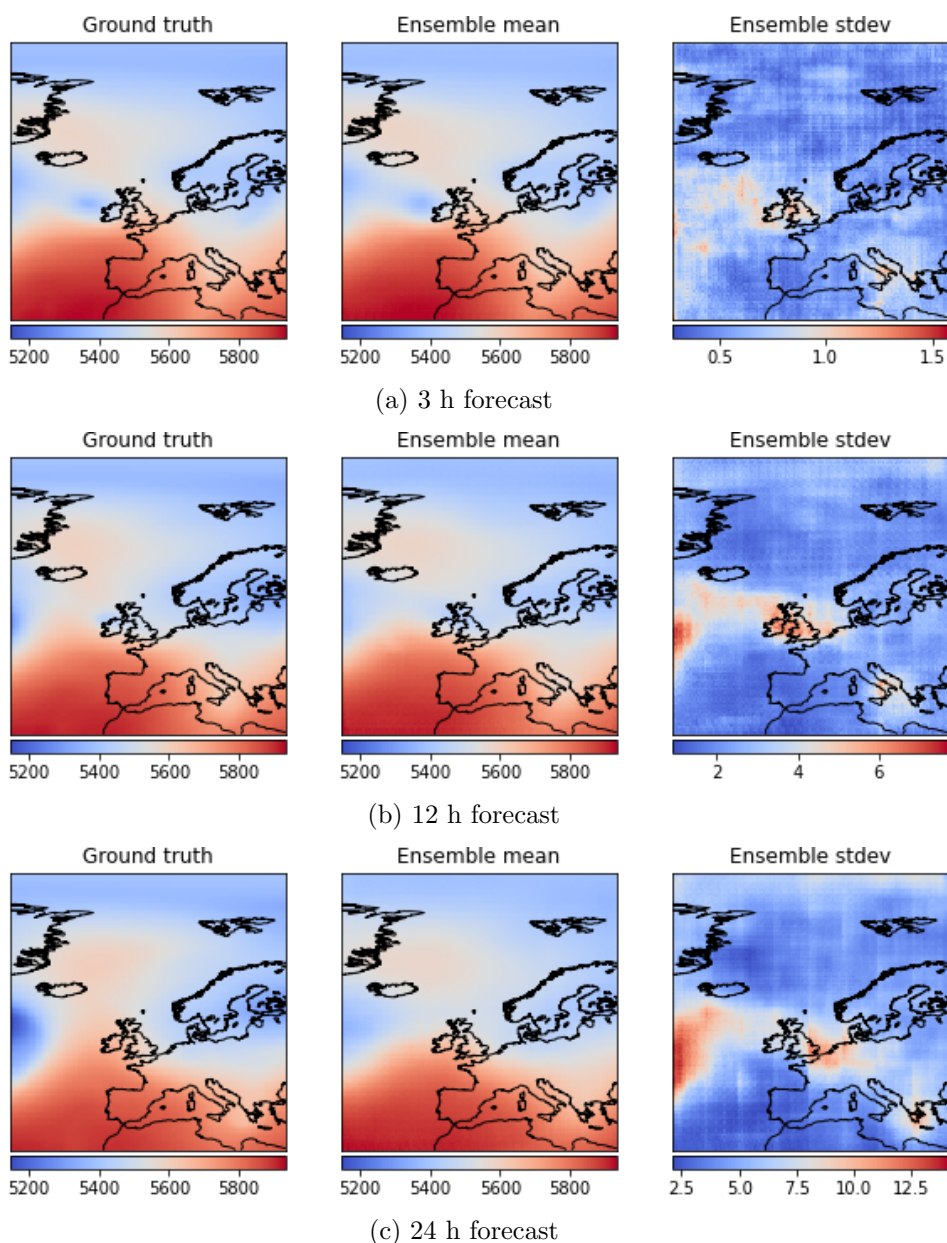 Ground truth Ensemble mean Ensemble stdev
5200 5400 5600 5800 5200 5400 5600 5800 0.5 1.0 1.5
(a) 3 h forecast
Ground truth Ensemble mean Ensemble stdev
5200 5400 5600 5800 5200 5400 5600 5800 2 4 6
(b) 12 h forecast
Ground truth Ensemble mean Ensemble stdev
5200 5400 5600 5800 5200 5400 5600 5800 2.5 5.0 7.5 10.0 12.5
(c) 24 h forecast